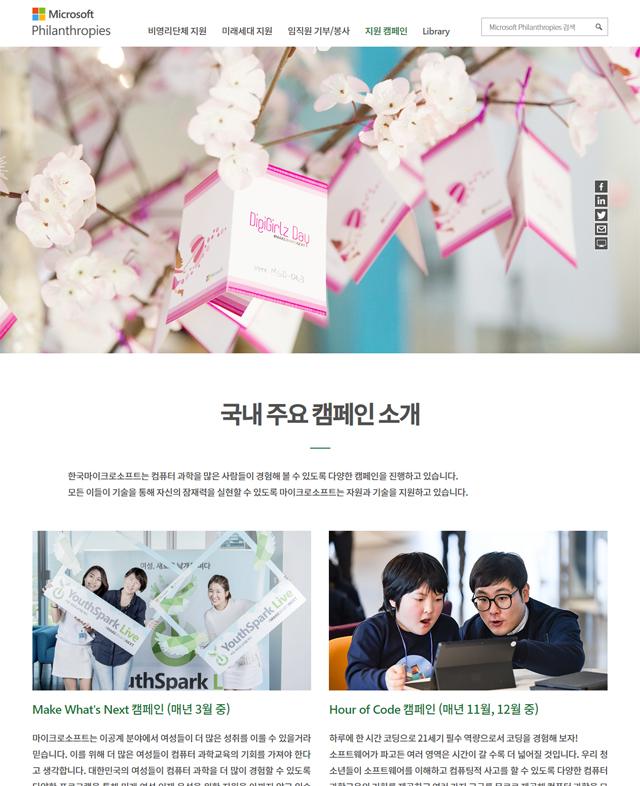 Microsoft
Philanthropies
비영리단체 지원 미래세대 지원 임직원 기부/봉사 지원 캠페인 Library
Microsoft Philanthropies 검색
DigiGirlz Day
#MAKEWHATSNEXT
Microsoft
국내 주요 캠페인 소개
한국마이크로소프트는 컴퓨터 과학을 많은 사람들이 경험해 볼 수 있도록 다양한 캠페인을 진행하고 있습니다.
모든 이들이 기술을 통해 자신의 잠재력을 실현할 수 있도록 마이크로소프트는 자원과 기술을 지원하고 있습니다.
여성, 새로
YouthSpark Live
YouthSpark Live
uthSpark L
Make What's Next 캠페인 (매년 3월 중)
마이크로소프트는 이공계 분야에서 여성들이 더 많은 성취를 이룰 수 있을거라
믿습니다. 이를 위해 더 많은 여성들이 컴퓨터 과학교육의 기회를 가져야 한다
고 생각합니다. 대한민국의 여성들이 컴퓨터 과학을 더 많이 경험할 수 있도록
Hour of Code 캠페인 (매년 11월, 12월 중)
하루에 한 시간 코딩으로 21세기 필수 역량으로서 코딩을 경험해 보자!
소프트웨어가 파고든 여러 영역은 시간이 갈 수록 더 넓어질 것입니다. 우리 청
소년들이 소프트웨어를 이해하고 컴퓨팅적 사고를 할 수 있도록 다양한 컴퓨터